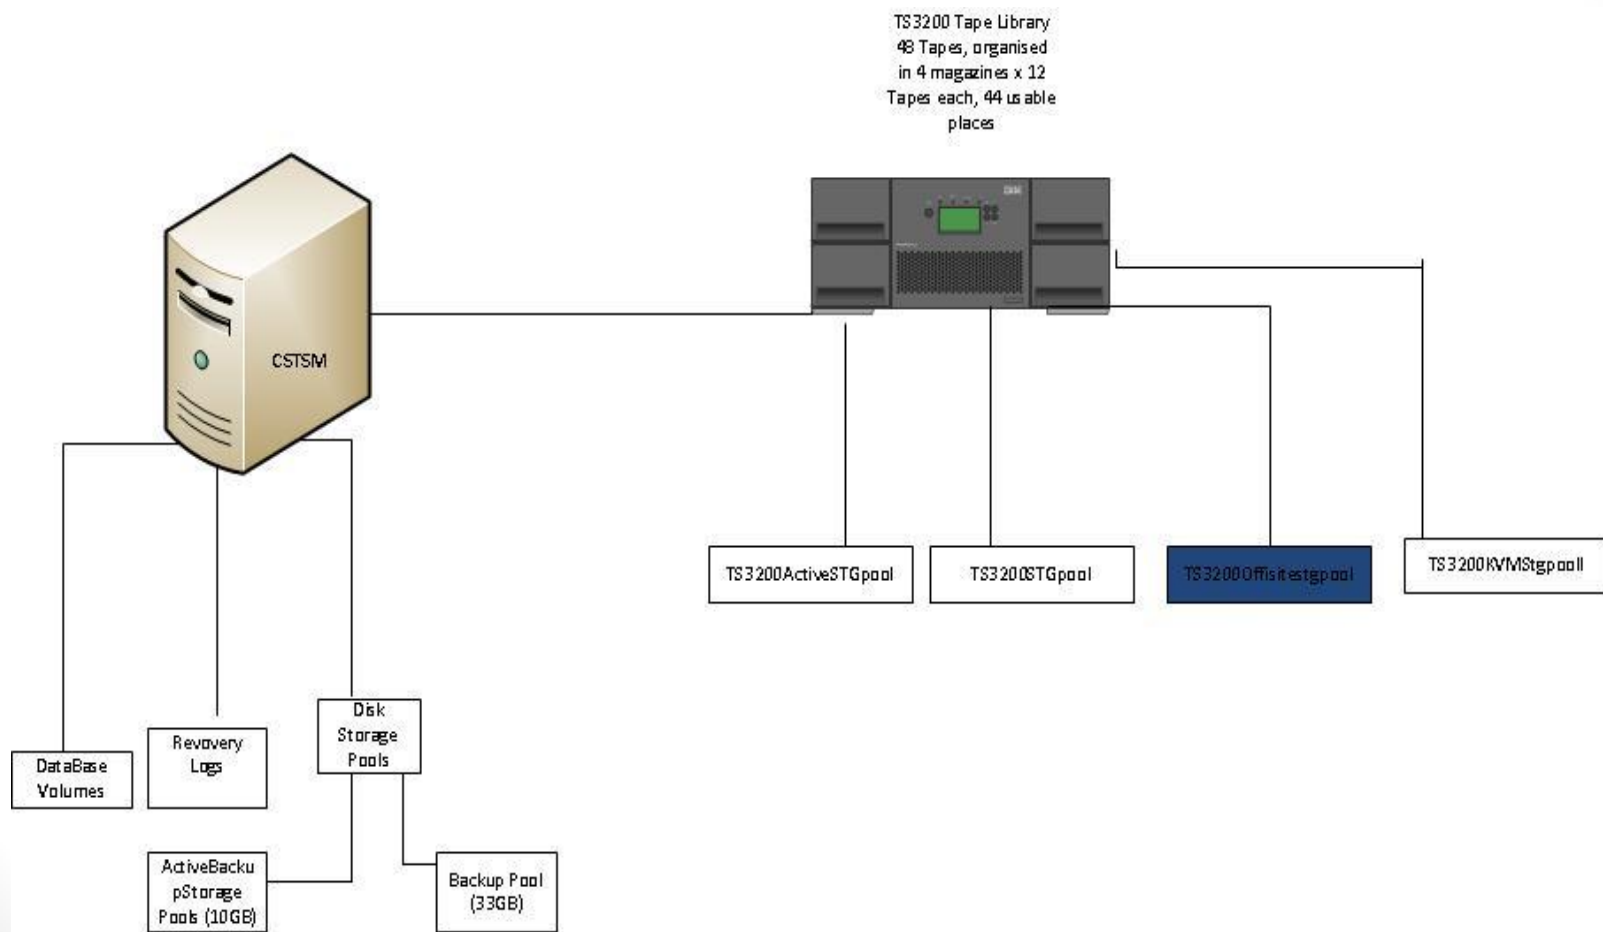 TS3200 Tape Library
48 Tapes, organised
in 4 magazines x 12
Tapes each, 44 usable
places
IBM
CSTSM
TS3200ActiveSTGpool
TS3200STGpool
TS3200Offisitestgpool
TS3200KVMStgpooll
Disk
Storage
Pools
Revovery
Logs
DataBase
Volumes
ActiveBacku
pStorage
Pools (10GB)
Backup Pool
(33GB)